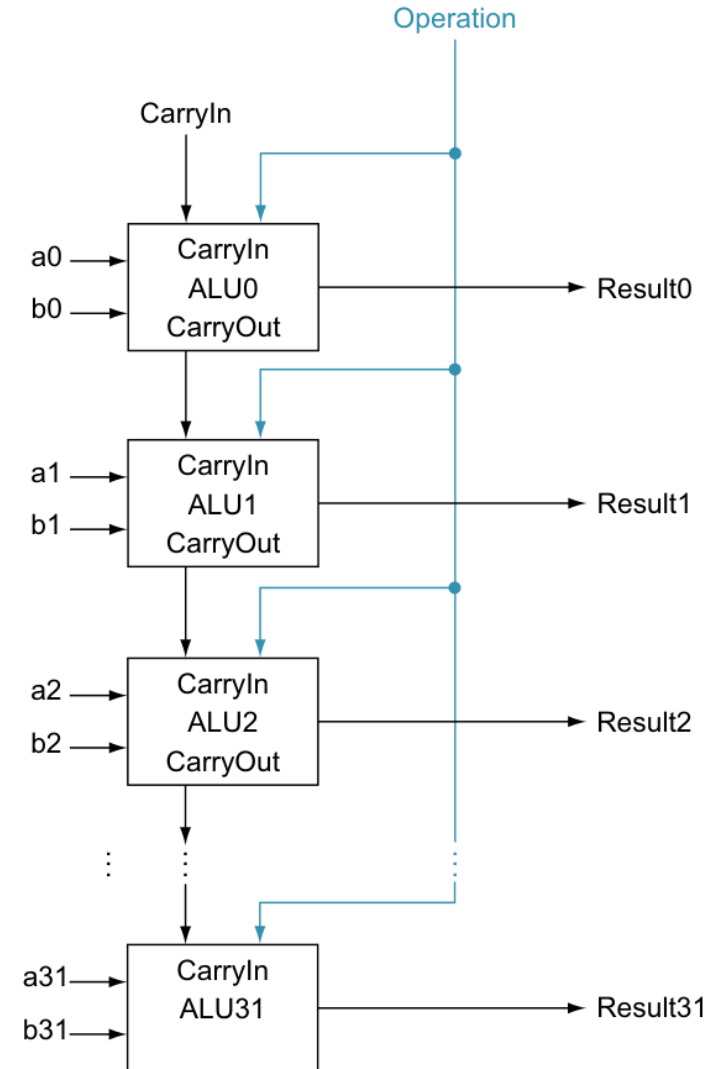 Operation
CarryIn
a0
b0
CarryIn
ALU0
CarryOut
Result0
a1
b1
CarryIn
ALU1
CarryOut
Result1
a2
b2
CarryIn
ALU2
CarryOut
Result2
a31
b31
CarryIn
ALU31
Result31